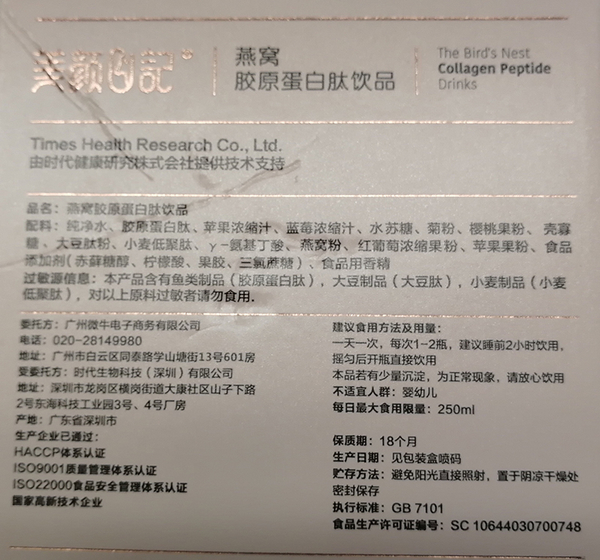 美颜日記
燕窝
胶原蛋白肽饮品
The Bird's Nest
Collagen Peptide
Drinks
Times Health Research Co., Ltd.
由时代健康研究株式会社提供技术支持
品名：燕窝胶原蛋白肽饮品
配料：纯净水、胶原蛋白肽、苹果浓缩汁、蓝莓浓缩汁、水苏糖、菊粉、樱桃果粉、壳寡
糖、大豆肽粉、小麦低聚肽、γ－氨基丁酸、燕窝粉、红葡萄浓缩果粉、苹果果粉、食品
添加剂（赤藓糖醇、柠檬酸、果胶、三氯蔗糖）、食品用香精
过敏源信息：本产品含有鱼类制品（胶原蛋白肽），大豆制品（大豆肽），小麦制品（小麦
低聚肽），对以上原料过敏者请勿食用.
委托方：广州微牛电子商务有限公司
电话：020-28149980
地址：广州市白云区同泰路学山塘街13号601房
受委托方：时代生物科技（深圳）有限公司
地址：深圳市龙岗区横岗街道大康社区山子下路
2号东海科技工业园3号、4号厂房
产地：广东省深圳市
生产企业已通过：
HACCP体系认证
ISO9001质量管理体系认证
ISO22000食品安全管理体系认证
国家高新技术企业
建议食用方法及用量：
一天一次，每次1-2瓶，建议睡前2小时饮用，
摇匀后开瓶直接饮用
本品若有少量沉淀，为正常现象，请放心饮用
不适宜人群：婴幼儿
每日最大食用限量：250ml
保质期：18个月
生产日期：见包装盒喷码
贮存方法：避免阳光直接照射，置于阴凉干燥处
密封保存
执行标准：GB 7101
食品生产许可证编号：SC 10644030700748